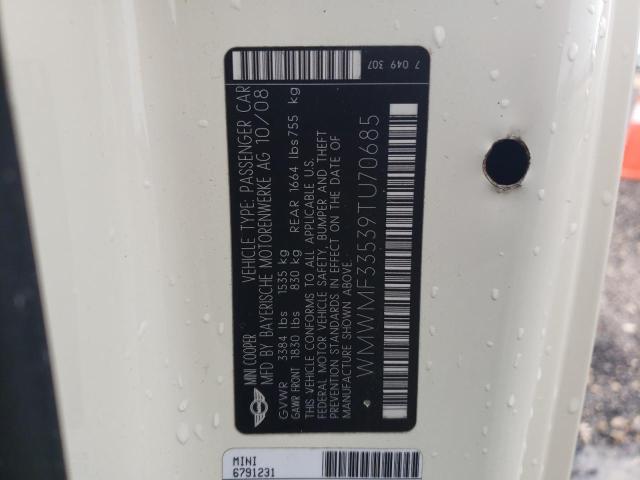 MINI COOPER
VEHICLE TYPE: PASSENGER CAR
MFD BY BAYERISCHE MOTORENWERKE AG 10/08
GVWR 3384 lbs 1535 kg
GAWR FRONT 1830 lbs 830 kg REAR 1664 lbs 755 kg
THIS VEHICLE CONFORMS TO ALL APPLICABLE U.S.
FEDERAL MOTOR VEHICLE SAFETY, BUMPER AND THEFT
PREVENTION STANDARDS IN EFFECT ON THE DATE OF
MANUFACTURE SHOWN ABOVE.
WMWMF33539TU70685
7 049 307
MINI
6791231